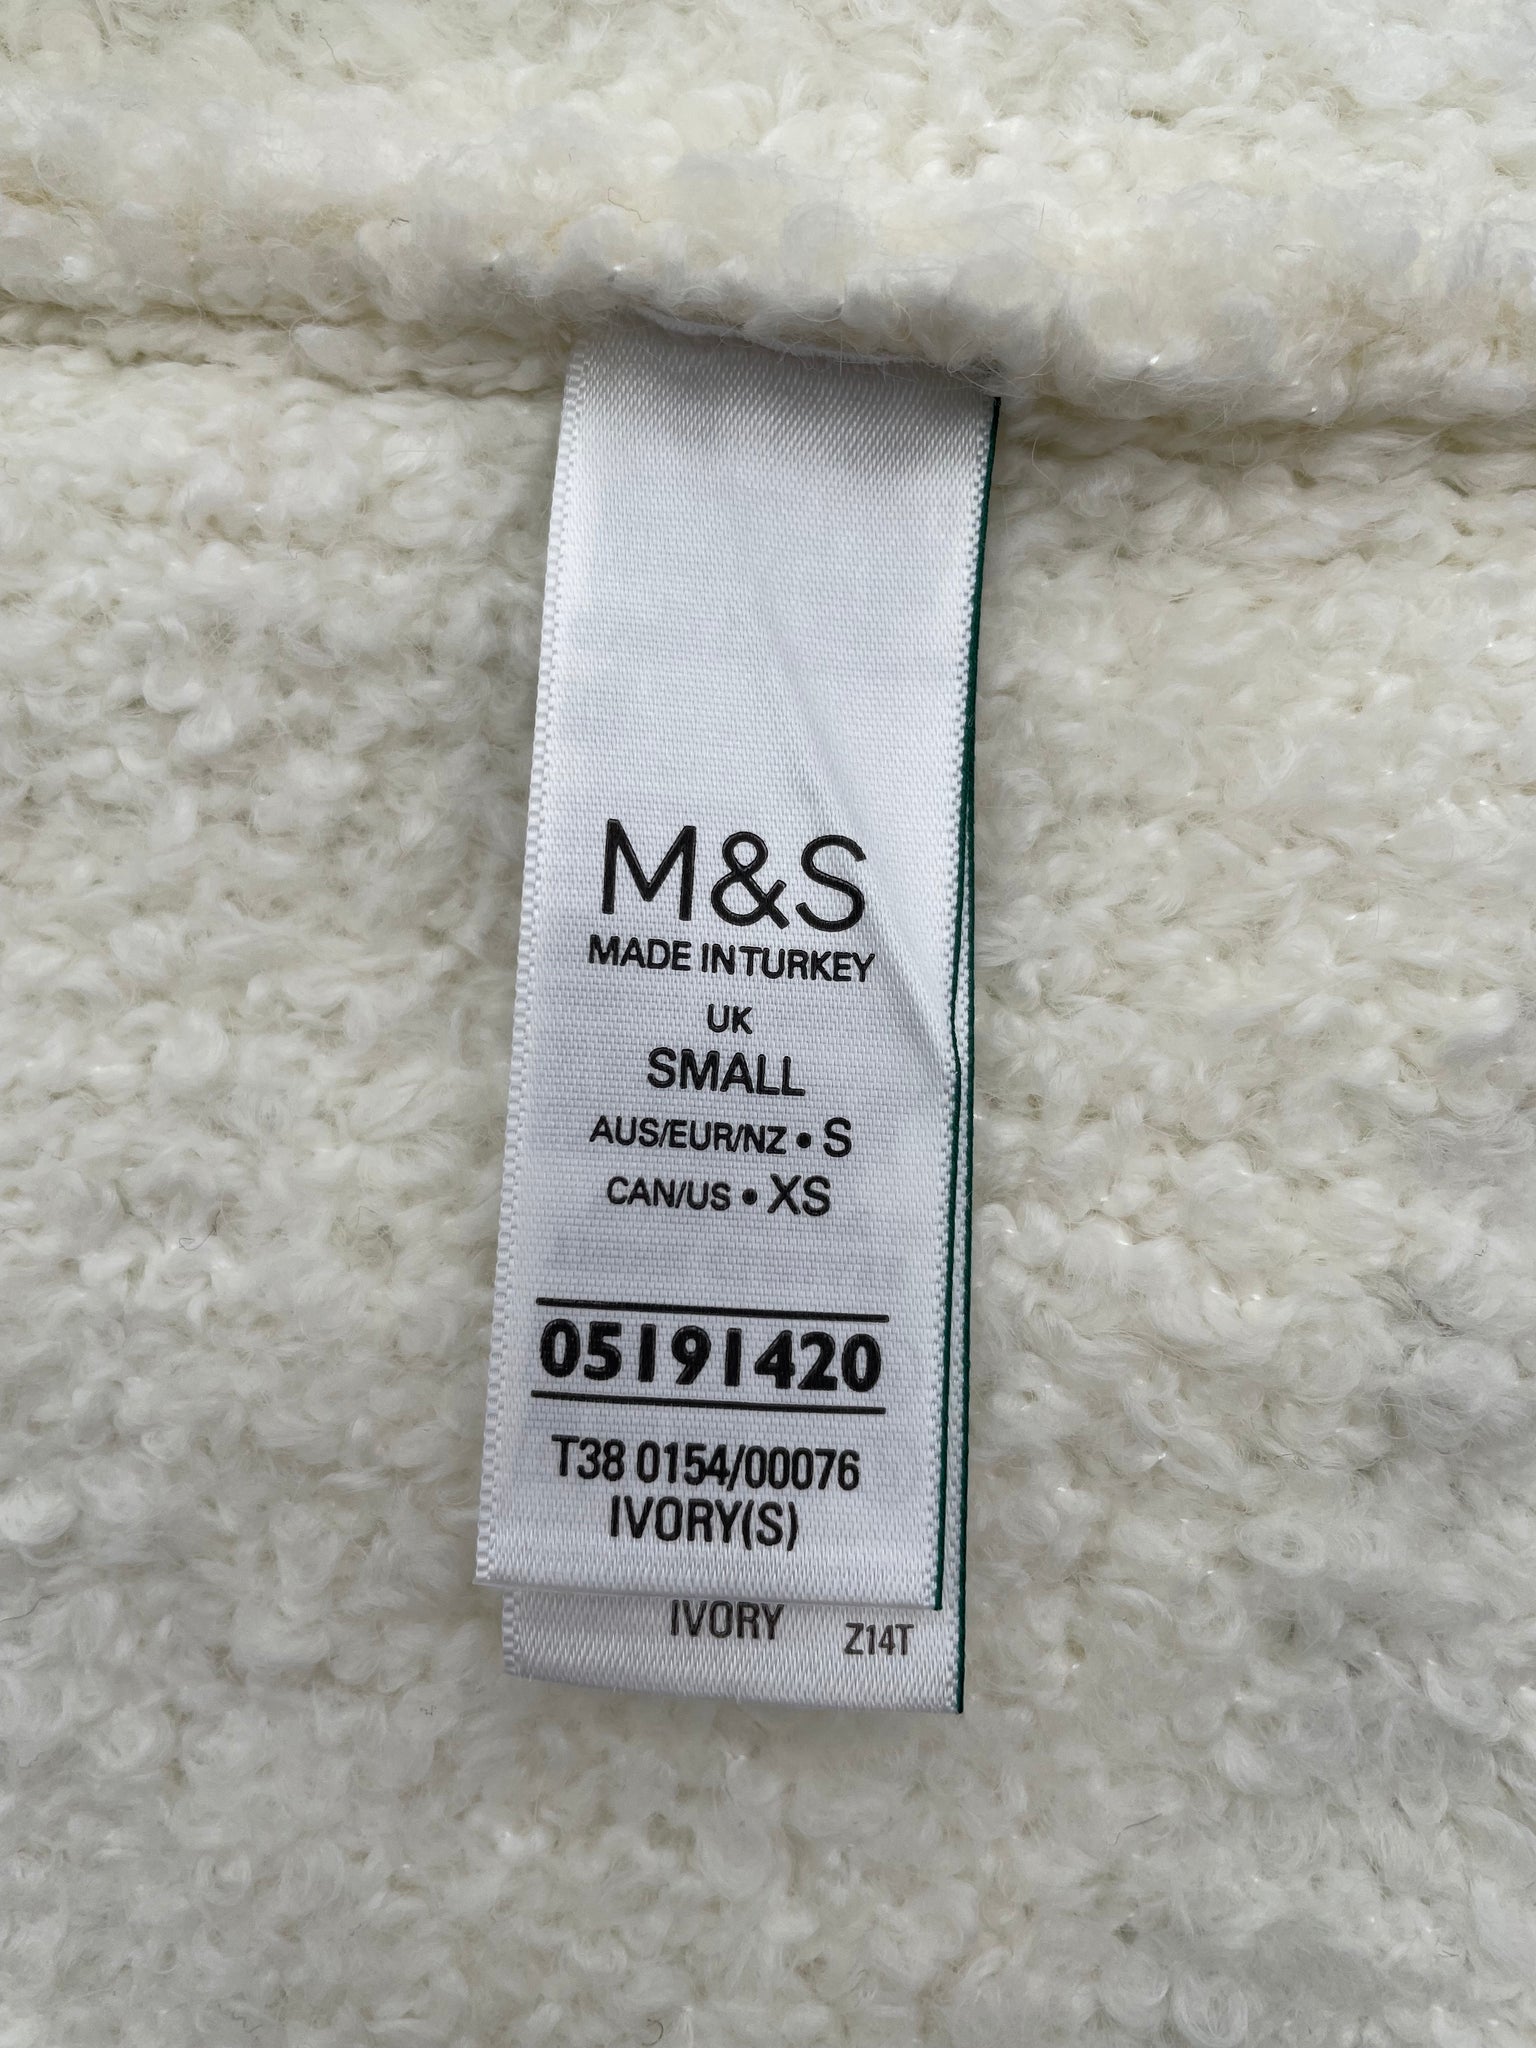 M&S
MADE IN TURKEY
UK
SMALL
AUS/EUR/NZ • S
CAN/US • XS
05191420
T38 0154/00076
IVORY(S)
IVORY Z14T